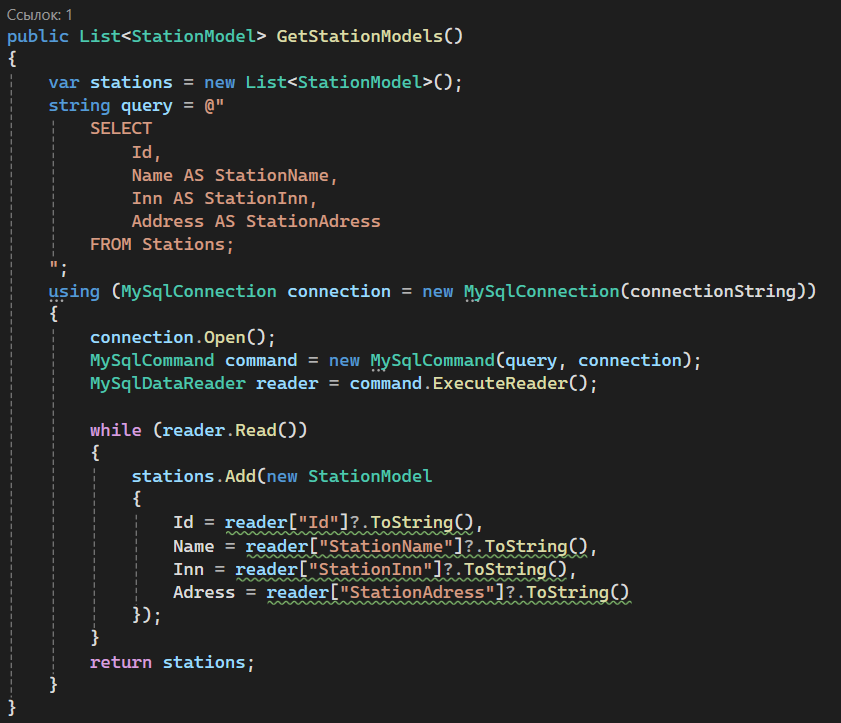 Ссылок: 1
public List<StationModel> GetStationModels()
{
    var stations = new List<StationModel>();
    string query = @"
        SELECT
            Id,
            Name AS StationName,
            Inn AS StationInn,
            Address AS StationAdress
        FROM Stations;
    ";
    using (MySqlConnection connection = new MySqlConnection(connectionString))
    {
        connection.Open();
        MySqlCommand command = new MySqlCommand(query, connection);
        MySqlDataReader reader = command.ExecuteReader();

        while (reader.Read())
        {
            stations.Add(new StationModel
            {
                Id = reader["Id"]?.ToString(),
                Name = reader["StationName"]?.ToString(),
                Inn = reader["StationInn"]?.ToString(),
                Adress = reader["StationAdress"]?.ToString()
            });
        }
        return stations;
    }
}